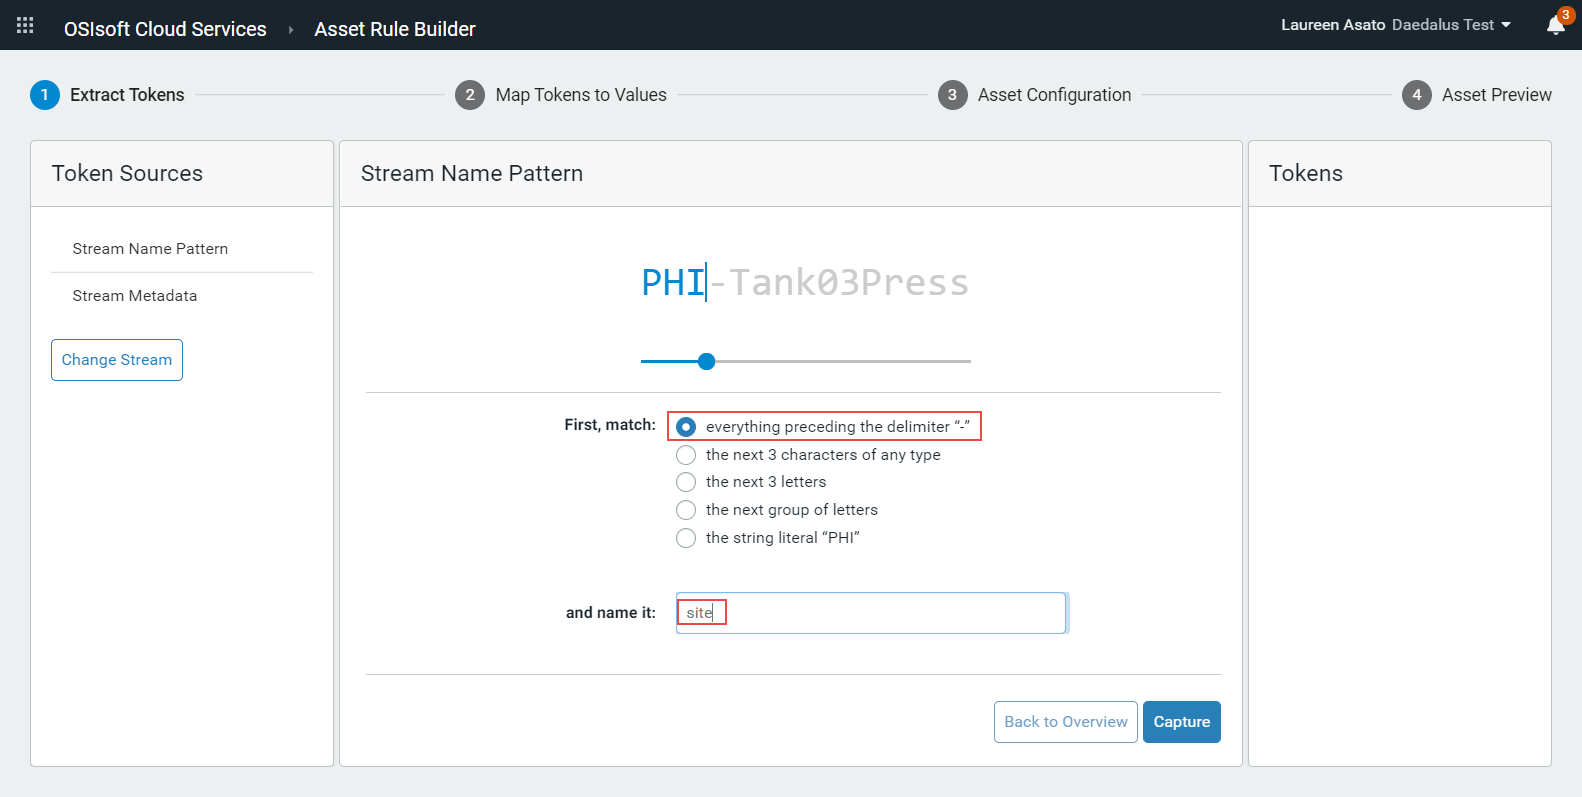 OSIsoft Cloud Services › Asset Rule Builder Laureen Asato Daedalus Test 3
1 Extract Tokens 2 Map Tokens to Values 3 Asset Configuration 4 Asset Preview
Token Sources
Stream Name Pattern
Stream Metadata
Change Stream
Stream Name Pattern
PHI-Tank03Press
First, match: everything preceding the delimiter “-”
the next 3 characters of any type
the next 3 letters
the next group of letters
the string literal “PHI”
and name it: site
Back to Overview Capture
Tokens